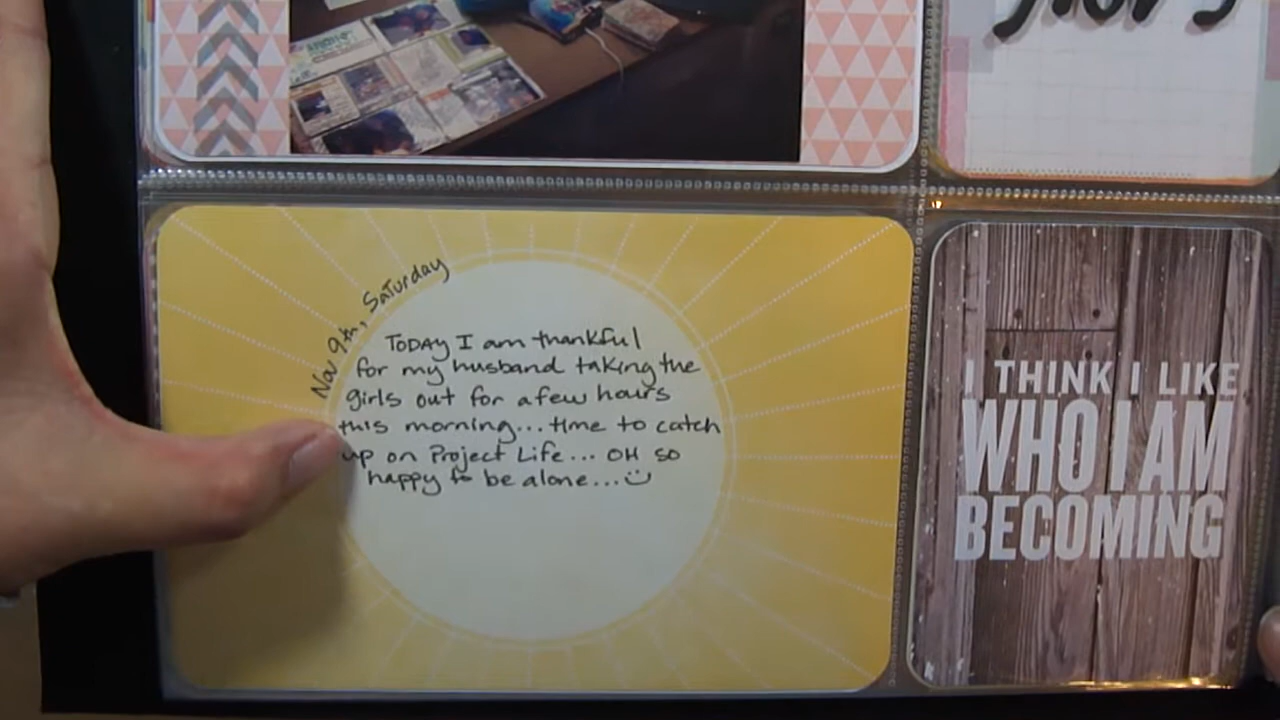 Nov 9th, Saturday
Today I am thankful
for my husband taking the
girls out for a few hours
this morning... time to catch
up on Project Life... OH so
happy to be alone... :)
I THINK I LIKE
WHO I AM
BECOMING